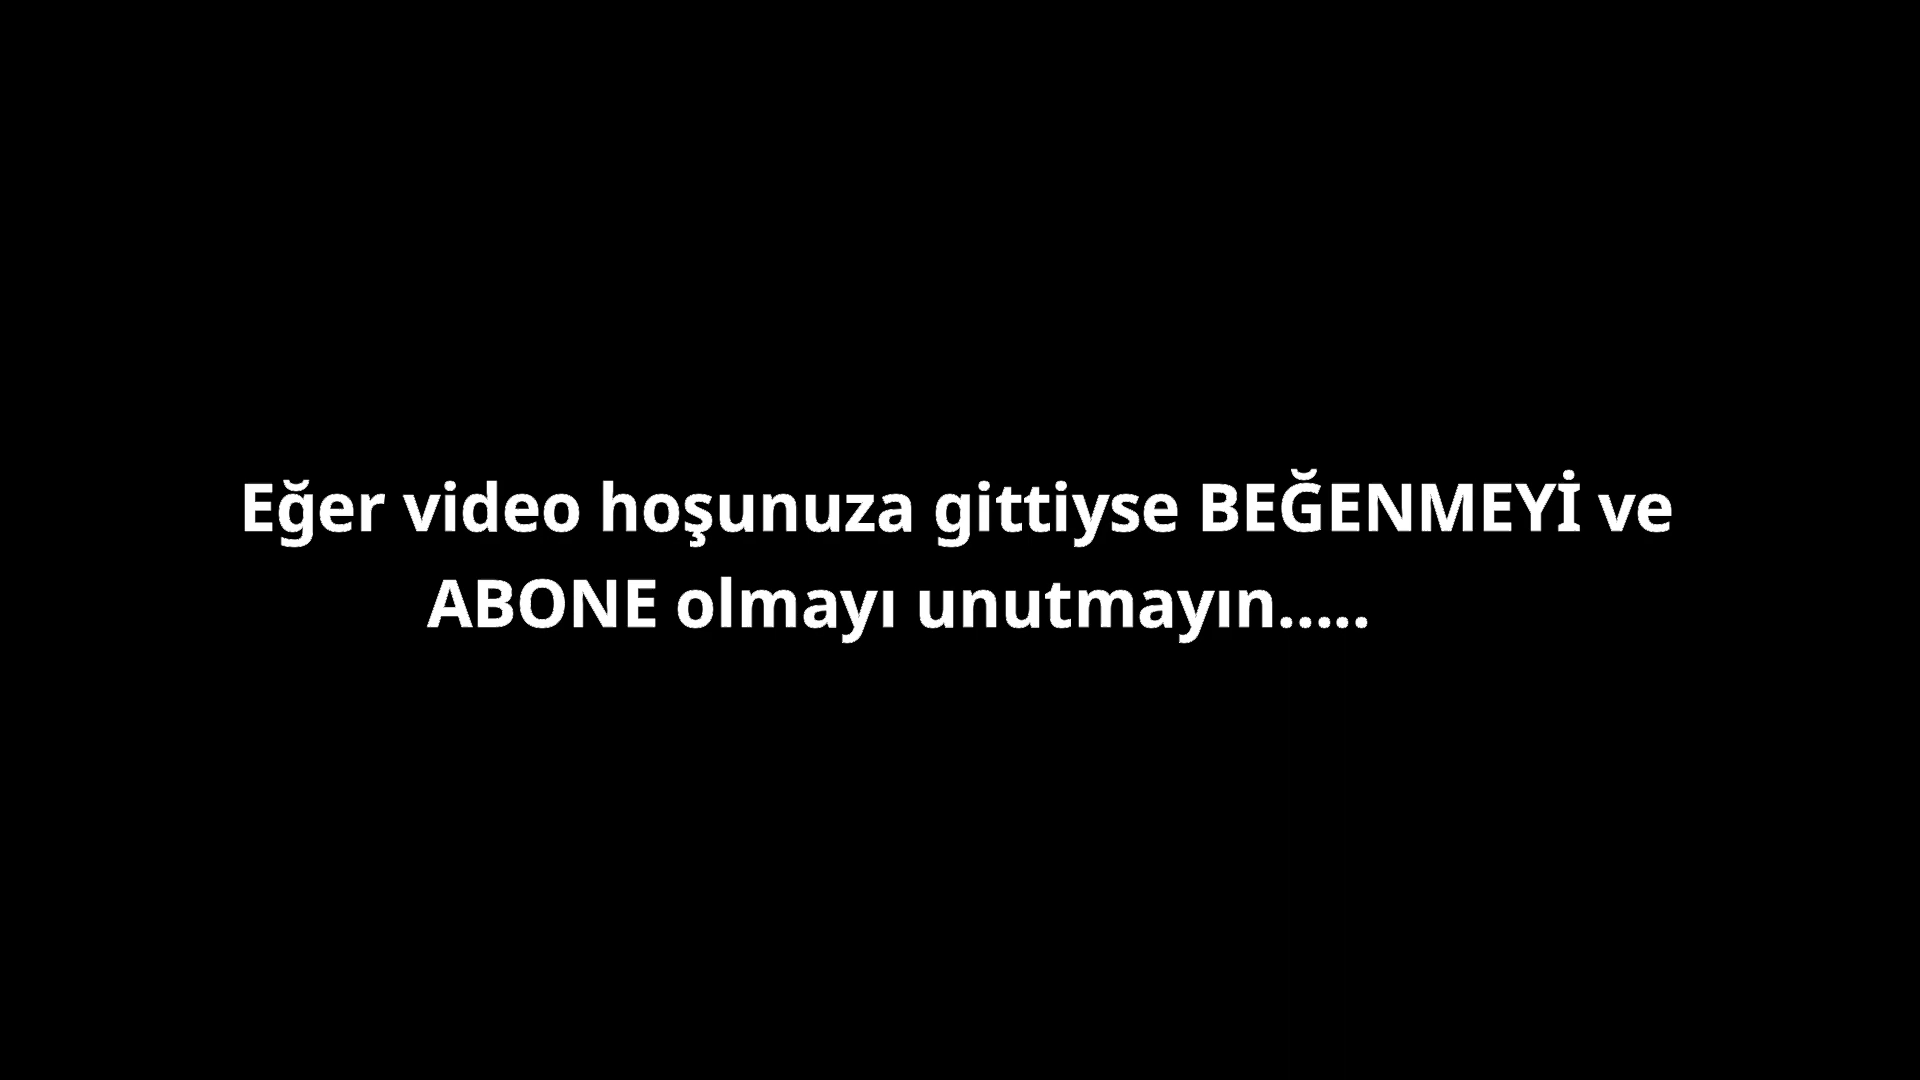 Eğer video hoşunuza gittiyse BEĞENMEYİ ve
ABONE olmayı unutmayın.....